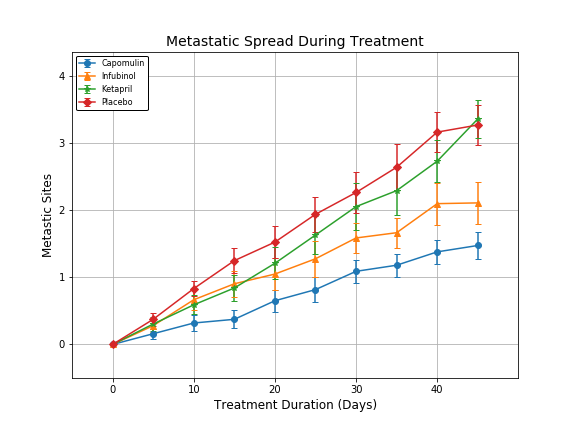 Metastatic Spread During Treatment
Capomulin
Infubinol
Ketapril
Placebo
4
3
2
1
0
Metastic Sites
0 10 20 30 40
Treatment Duration (Days)